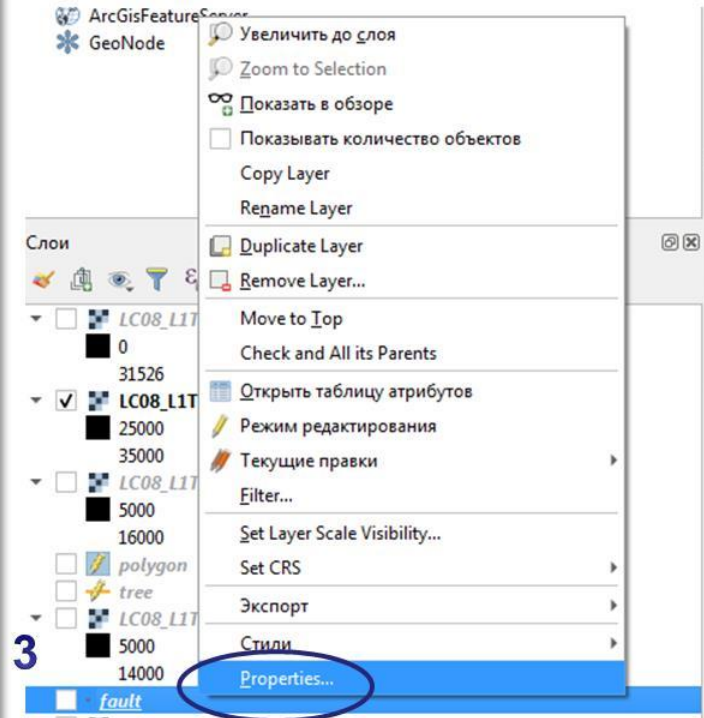 ArcGisFeatureServer
GeoNode
Увеличить до слоя
Zoom to Selection
Показать в обзоре
Показывать количество объектов
Copy Layer
Rename Layer
Duplicate Layer
Remove Layer...
Move to Top
Check and All its Parents
Открыть таблицу атрибутов
Режим редактирования
Текущие правки
Filter...
Set Layer Scale Visibility...
Set CRS
Экспорт
Стили
Properties...
Слои
LC08_L1T
0
31526
LC08_L1T
25000
35000
LC08_L1T
5000
16000
polygon
tree
LC08_L1T
5000
14000
3
fault